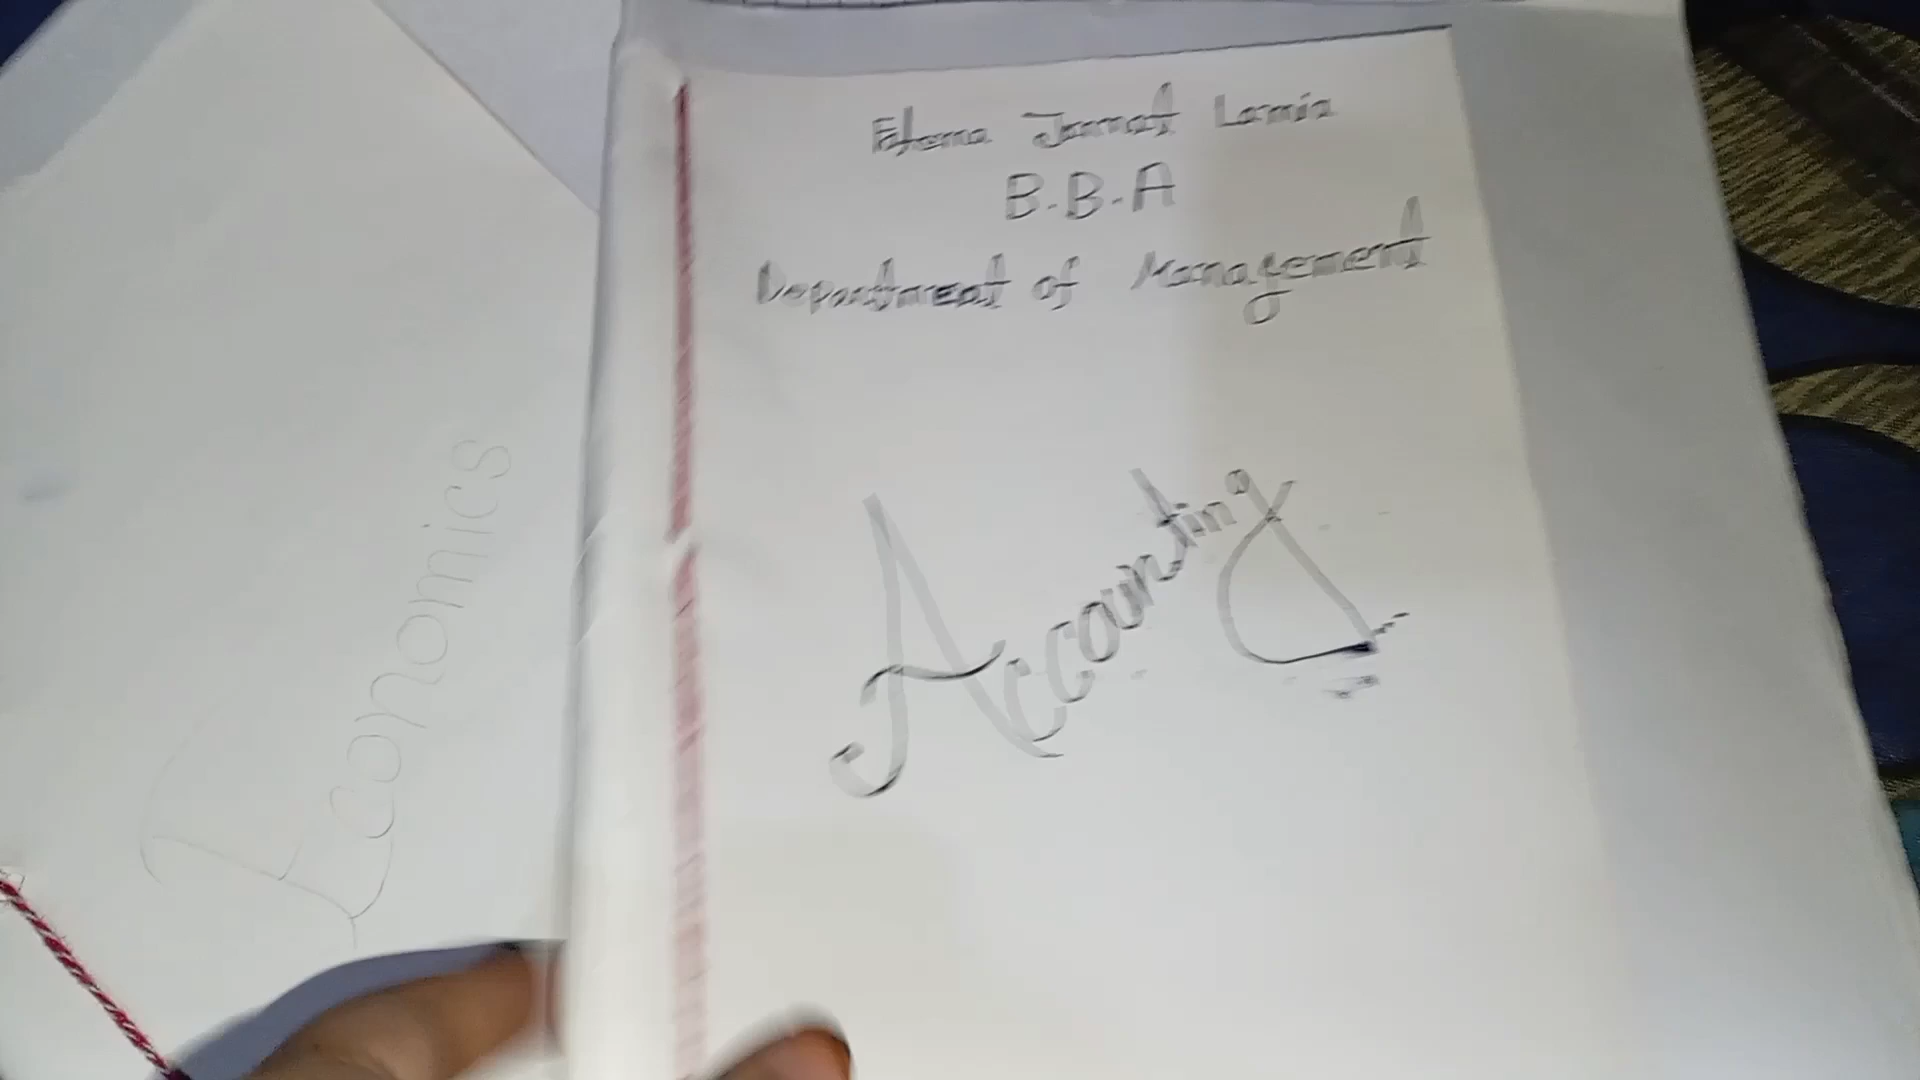 Fatema Jannat Lamia
B.B.A
Department of Management
Accounting
Economics